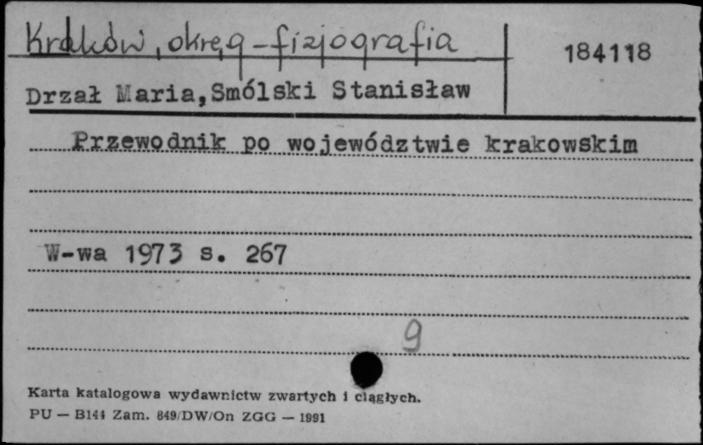 Kraków, okręg - fizjografia
184118
Drzał Maria,Smólski Stanisław
Przewodnik po województwie krakowskim
W-wa 1973 s. 267
9
Karta katalogowa wydawnictw zwartych i ciągłych.
PU — B144 Zam. 849/DW/On ZGG — 1991